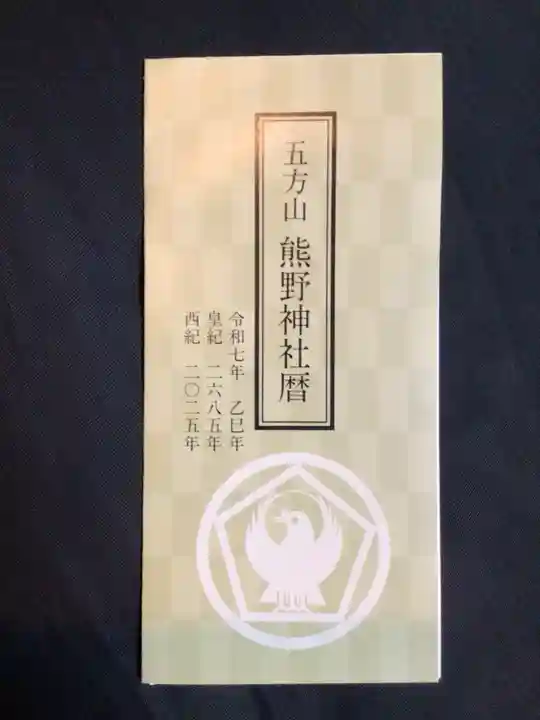 五方山 熊野神社暦
令和七年 乙巳年
皇紀 二六八五年
西紀 二〇二五年